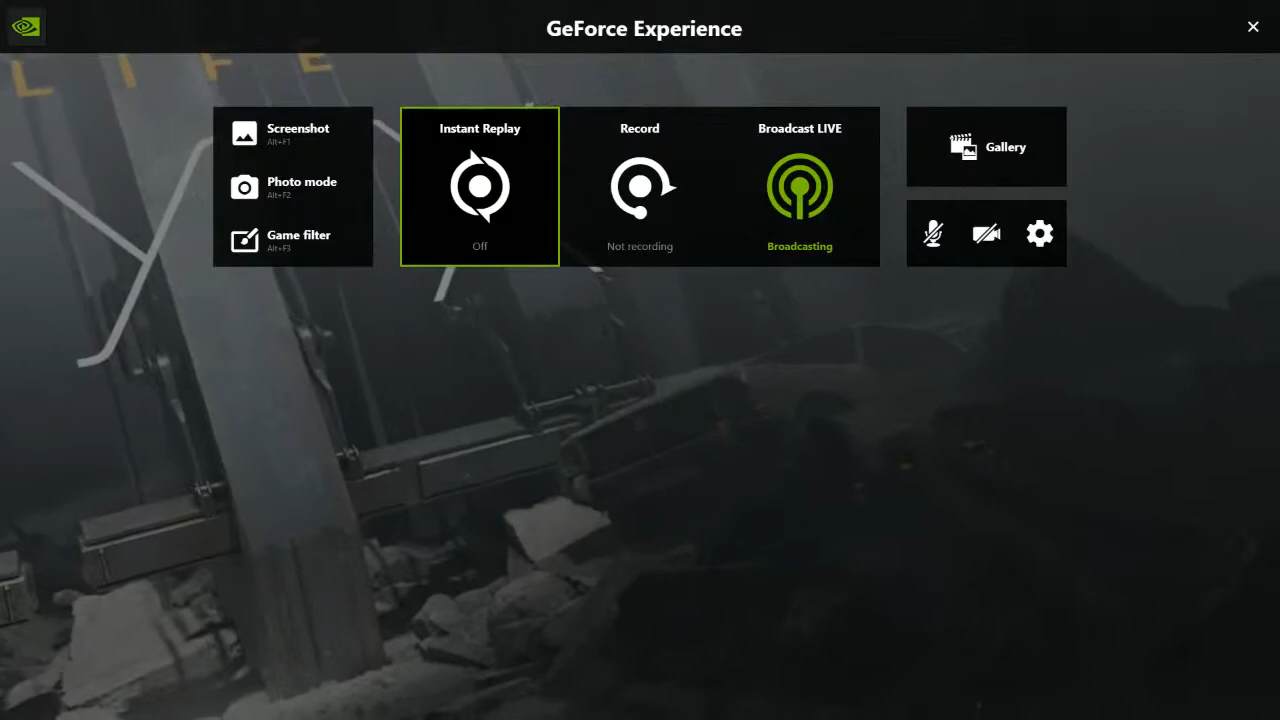 GeForce Experience
L I F E
Screenshot
Alt+F1
Photo mode
Alt+F2
Game filter
Alt+F3
Instant Replay
Off
Record
Not recording
Broadcast LIVE
Broadcasting
Gallery